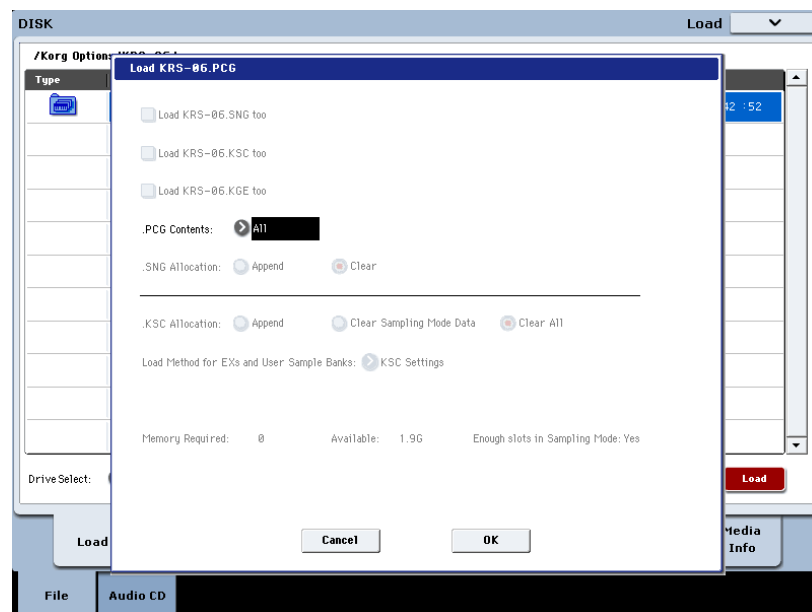 DISK Load
/Korg Options
Load KRS-06.PCG
Type
42 :52
Load KRS-06.SNG too
Load KRS-06.KSC too
Load KRS-06.KGE too
.PCG Contents: All
.SNG Allocation: Append Clear
.KSC Allocation: Append Clear Sampling Mode Data Clear All
Load Method for EXs and User Sample Banks: KSC Settings
Memory Required: 0 Available: 1.9G Enough slots in Sampling Mode: Yes
Drive Select: Load
Cancel OK
Load Media
Info
File Audio CD